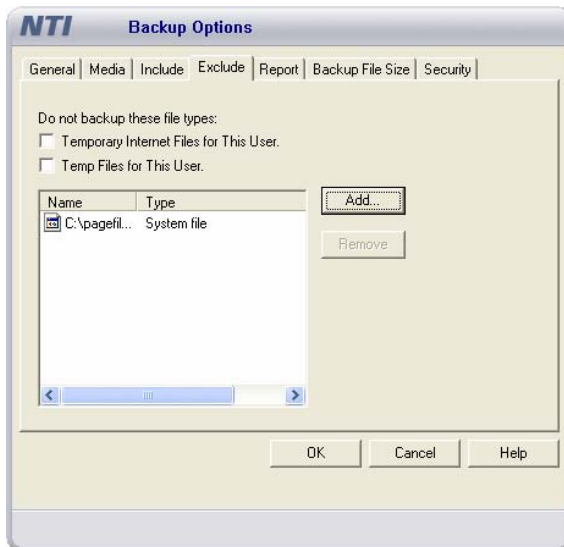 NTI Backup Options
General Media Include Exclude Report Backup File Size Security
Do not backup these file types:
Temporary Internet Files for This User.
Temp Files for This User.
Name Type
C:\pagefil... System file
Add...
Remove
OK Cancel Help